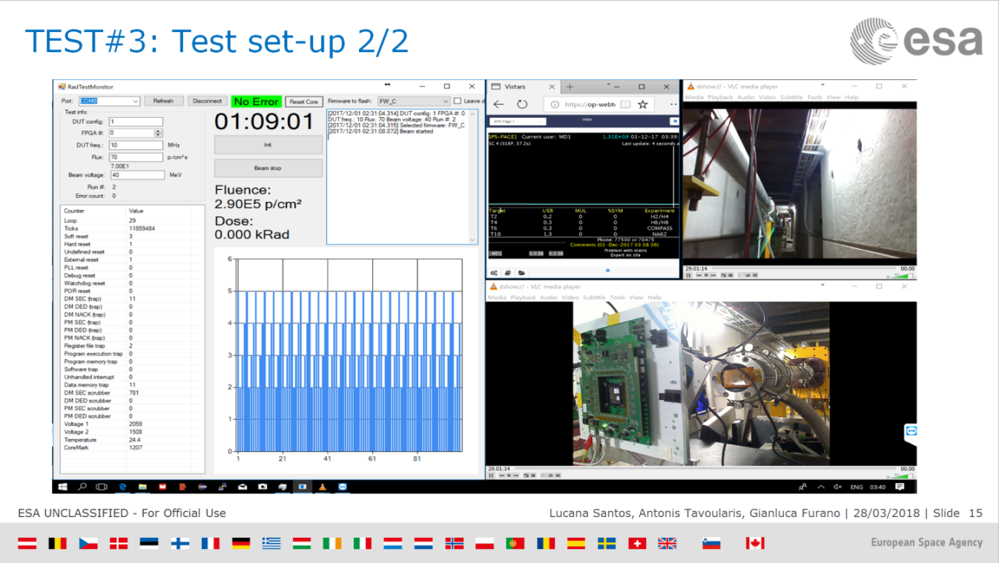 TEST#3: Test set-up 2/2
esa
RadTestMonitor
Port: COM8 Refresh Disconnect No Error Reset Core Firmware to flash: FW_C Leave d
Test info:
DUT config: 1
FPGA #: 0
DUT freq.: 10 MHz
Flux: 70 p/cm²s
7.00E1
Beam voltage: 40 MeV
Run #: 2
Error count: 0
01:09:01
Init
Beam stop
Fluence:
2.90E5 p/cm²
Dose:
0.000 kRad
[2017/12/01 02:31:04.314] DUT config: 1 FPGA #: 0
DUT freq.: 10 Flux: 70 Beam voltage: 40 Run #: 2
[2017/12/01 02:31:04.315] Selected firmware: FW_C
[2017/12/01 02:31:08.072] Beam started
Counter Value
Loop 29
Ticks 11859484
Soft reset 3
Hard reset 1
Undefined reset 0
External reset 1
PLL reset 0
Debug reset 0
Watchdog reset 0
POR reset 0
DM SEC (trap) 11
DM DED (trap) 0
DM NACK (trap) 0
PM SEC (trap) 0
PM DED (trap) 0
PM NACK (trap) 0
Register file trap 2
Program execution trap 0
Program memory trap 0
Software trap 0
Unhandled interrupt 0
Data memory trap 11
DM SEC scrubber 781
DM DED scrubber 0
PM SEC scrubber 0
PM DED scrubber 0
Voltage 1 2059
Voltage 2 1508
Temperature 24.4
CoreMark 1207
6
5
4
3
2
1
0
1 21 41 61 81
Vistars
https://op-webt
SPS Page 1
Vistar
SPS-PAGE1 Current user: MD1 1.31E+09 01-12-17 03:39:
SC 4 (318P, 37.2s) Last update: 4 seconds a
Target I/E8 MUL %SYM Experiment
T2 0.2 0 0 H2/H4
T4 0.3 0 0 H6/H8
T6 0.3 0 0 COMPASS
T10 1.3 0 0 NA62
Phone: 77500 or 70475
Comments (01-Dec-2017 03:38:39)
Problem with mains
Expert on site
MD1
dshow:// - VLC media player
Media Playback Audio Video Subtitle Tools View Help
29:01:14 00:00
dshow:// - VLC media player
Media Playback Audio Video Subtitle Tools View Help
29:01:14 00:00
ENG 03:40
ESA UNCLASSIFIED - For Official Use
Lucana Santos, Antonis Tavoularis, Gianluca Furano | 28/03/2018 | Slide 15
European Space Agency